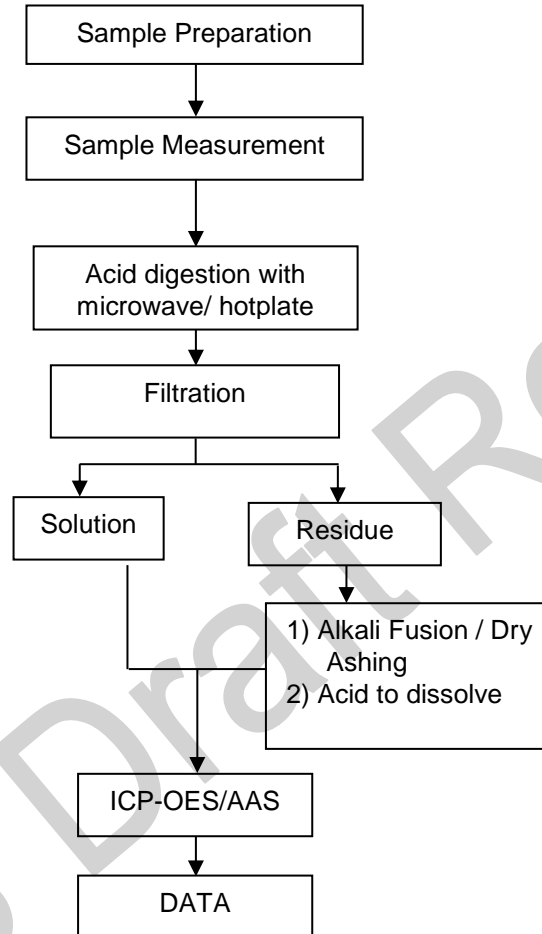 Sample Preparation
Sample Measurement
Acid digestion with
microwave/ hotplate
Filtration
Solution
Residue
1) Alkali Fusion / Dry
Ashing
2) Acid to dissolve
ICP-OES/AAS
DATA
Draft